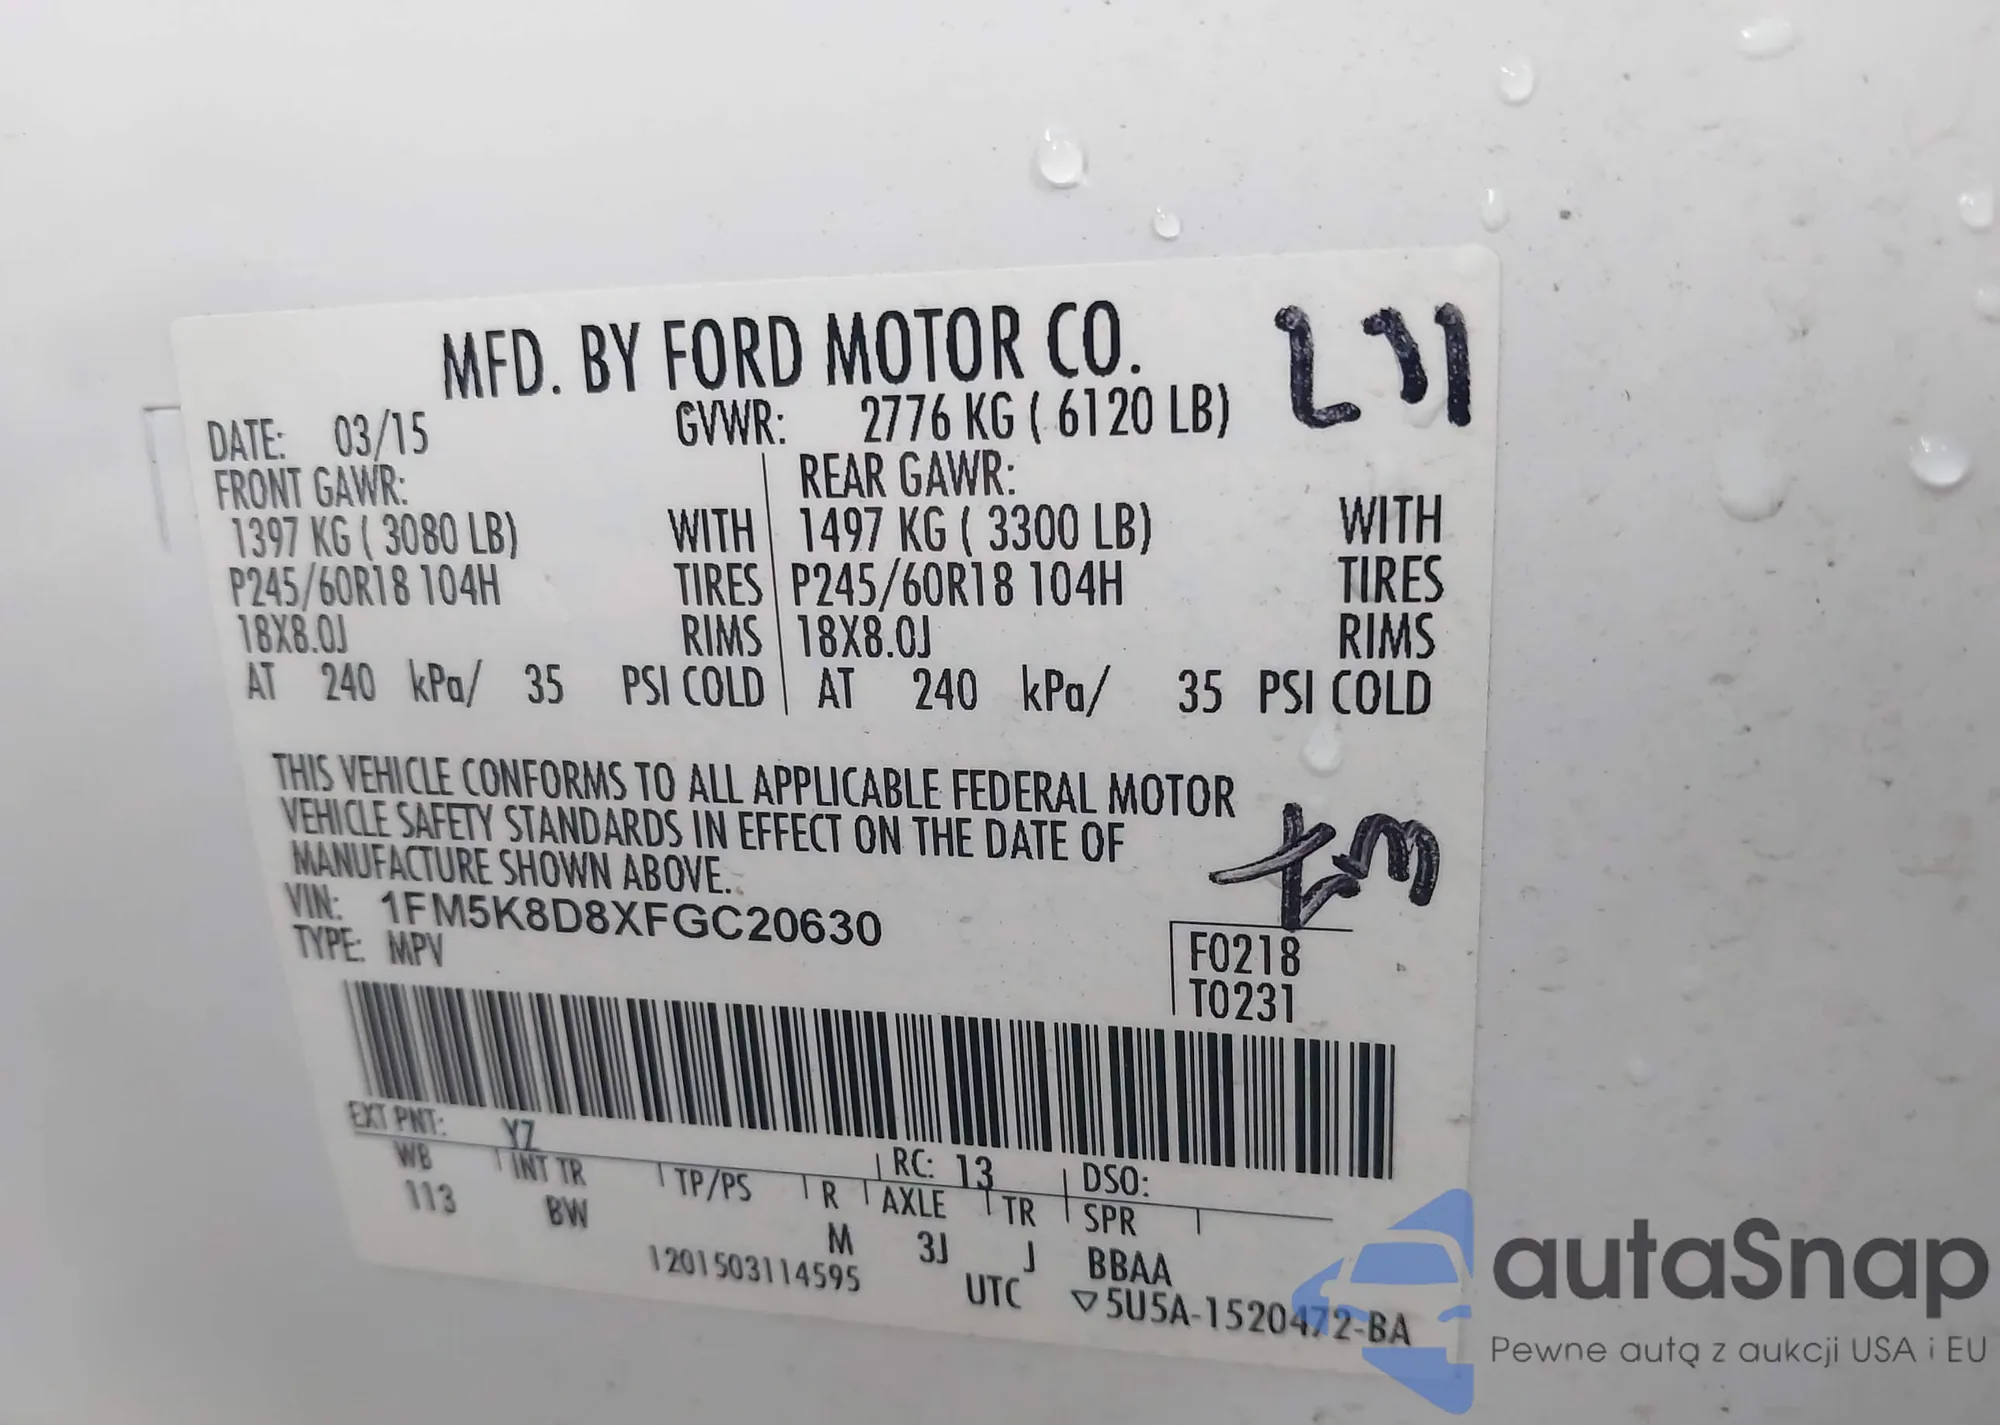 MFD. BY FORD MOTOR CO.
DATE: 03/15 GVWR: 2776 KG ( 6120 LB)
FRONT GAWR: REAR GAWR:
1397 KG ( 3080 LB) WITH 1497 KG ( 3300 LB) WITH
P245/60R18 104H TIRES P245/60R18 104H TIRES
18X8.0J RIMS 18X8.0J RIMS
AT 240 kPa/ 35 PSI COLD AT 240 kPa/ 35 PSI COLD
THIS VEHICLE CONFORMS TO ALL APPLICABLE FEDERAL MOTOR
VEHICLE SAFETY STANDARDS IN EFFECT ON THE DATE OF
MANUFACTURE SHOWN ABOVE.
VIN: 1FM5K8D8XFGC20630
TYPE: MPV
F0218
T0231
EXT PNT: YZ RC: 13 DSO:
WB INT TR TP/PS R AXLE TR SPR
113 BW M 3J J BBAA
1201503114595 UTC ▽5U5A-1520472-BA
autaSnap
Pewne autą z aukcji USA i EU